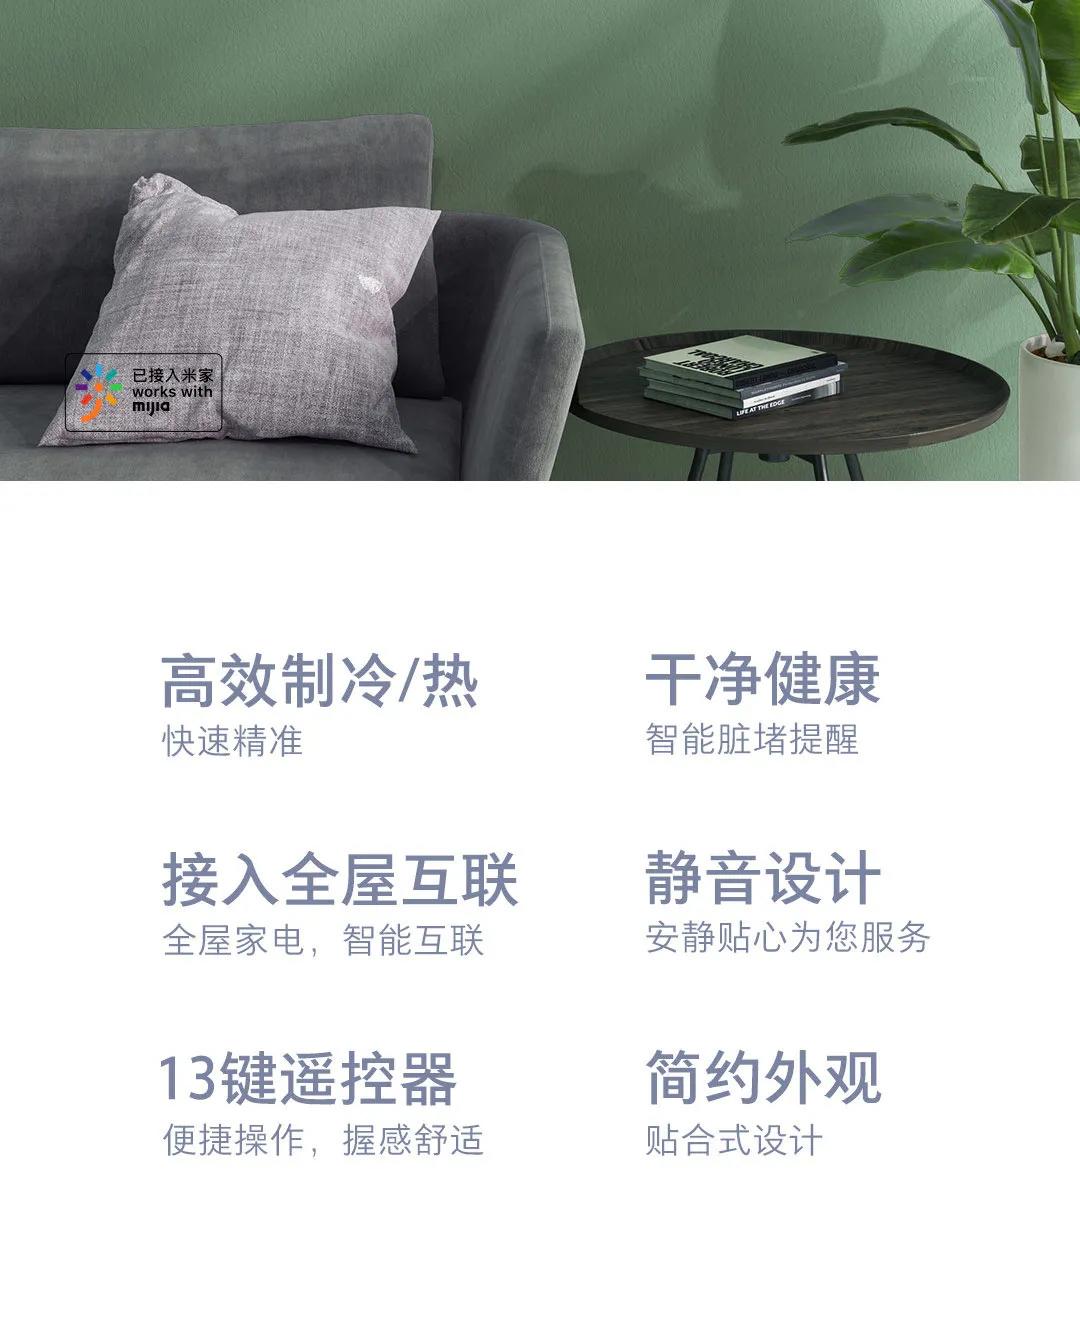 已接入米家
works with
mijia
LIFE AT THE EDGE
高效制冷/热
快速精准
干净健康
智能脏堵提醒
接入全屋互联
全屋家电，智能互联
静音设计
安静贴心为您服务
13键遥控器
便捷操作，握感舒适
简约外观
贴合式设计